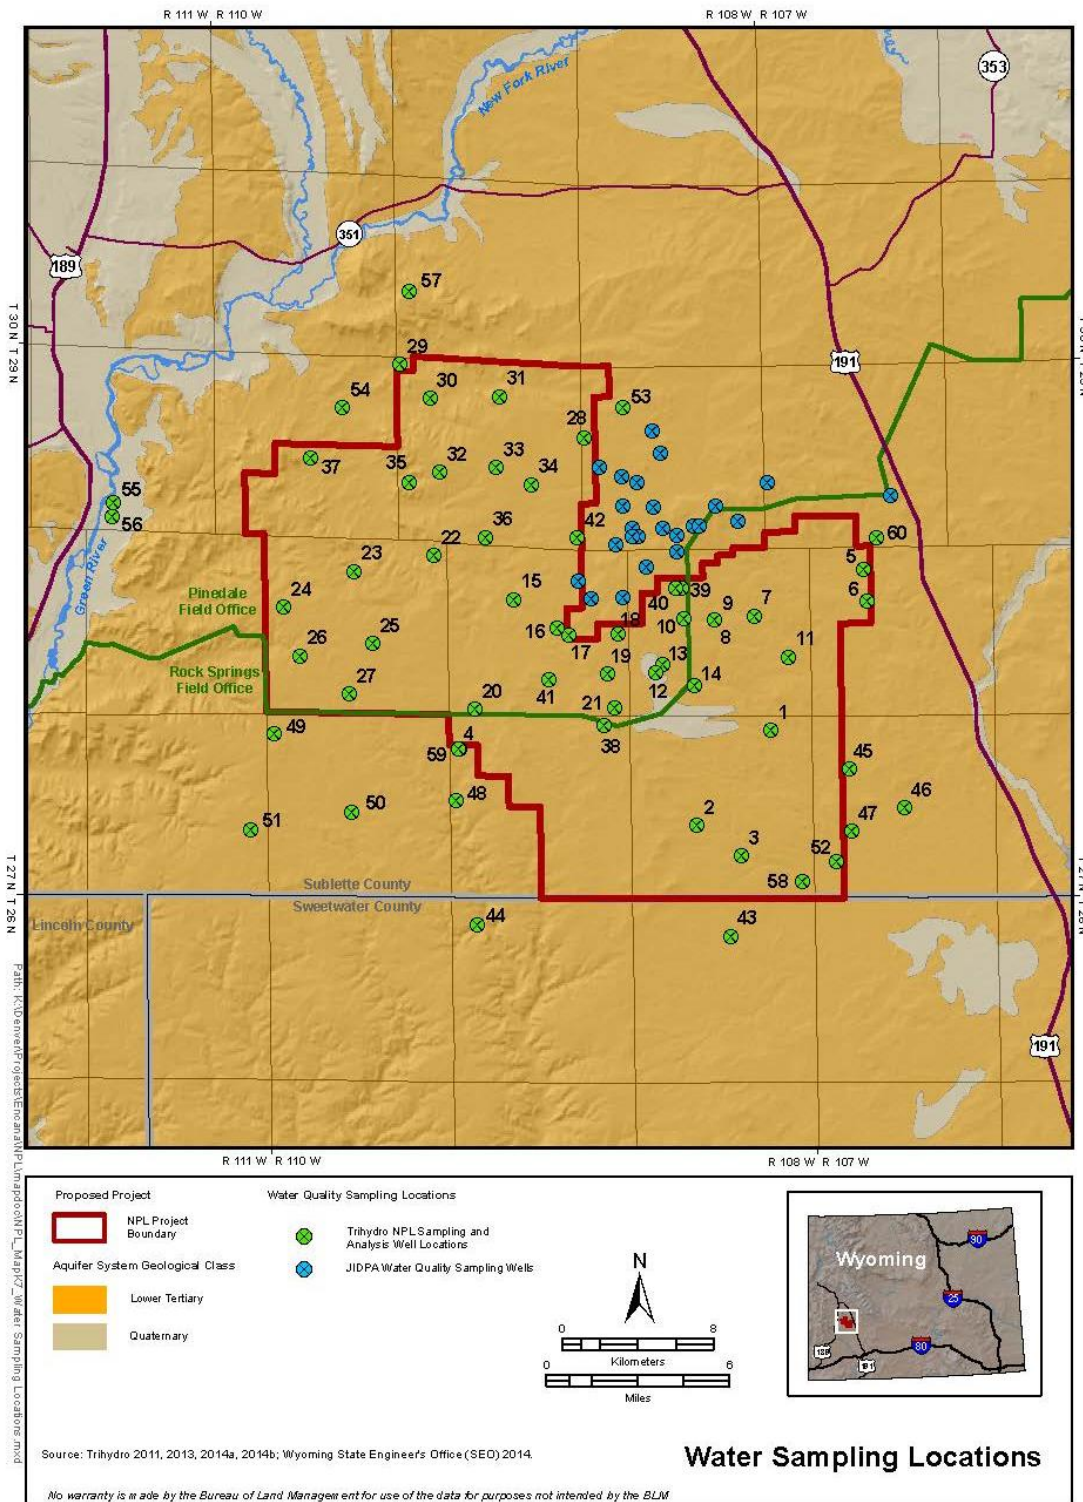 R 111 W R 110 W
R 108 W R 107 W
New Fork River
353
351
189
57
T 30 N T 29 N
29
191
54
30
31
53
28
37
35
32
33
34
55
56
36
42
60
22
23
5
Green River
Pinedale
Field Office
24
15
40
39
6
16
18
10
9
7
8
26
25
17
11
Rock Springs
Field Office
19
13
27
41
12
14
20
21
1
49
4
38
59
45
48
46
51
50
2
47
3
52
T 27 N T 26 N
58
Sublette County
Sweetwater County
Lincoln County
44
43
191
R 111 W R 110 W
R 108 W R 107 W
Path: K:\Denver\Projects\Encana\NPL\mapdoc\NPL_MapK7_Water Sampling Locations.mxd
Proposed Project
NPL Project
Boundary
Aquifer System Geological Class
Lower Tertiary
Quaternary
Water Quality Sampling Locations
Trihydro NPL Sampling and
Analysis Well Locations
JIDPA Water Quality Sampling Wells
N
0 8
Kilometers
0 6
Miles
Wyoming
90
25
80
191
Source: Trihydro 2011, 2013, 2014a, 2014b; Wyoming State Engineer's Office (SEO) 2014.
Water Sampling Locations
No warranty is made by the Bureau of Land Management for use of the data for purposes not intended by the BLM